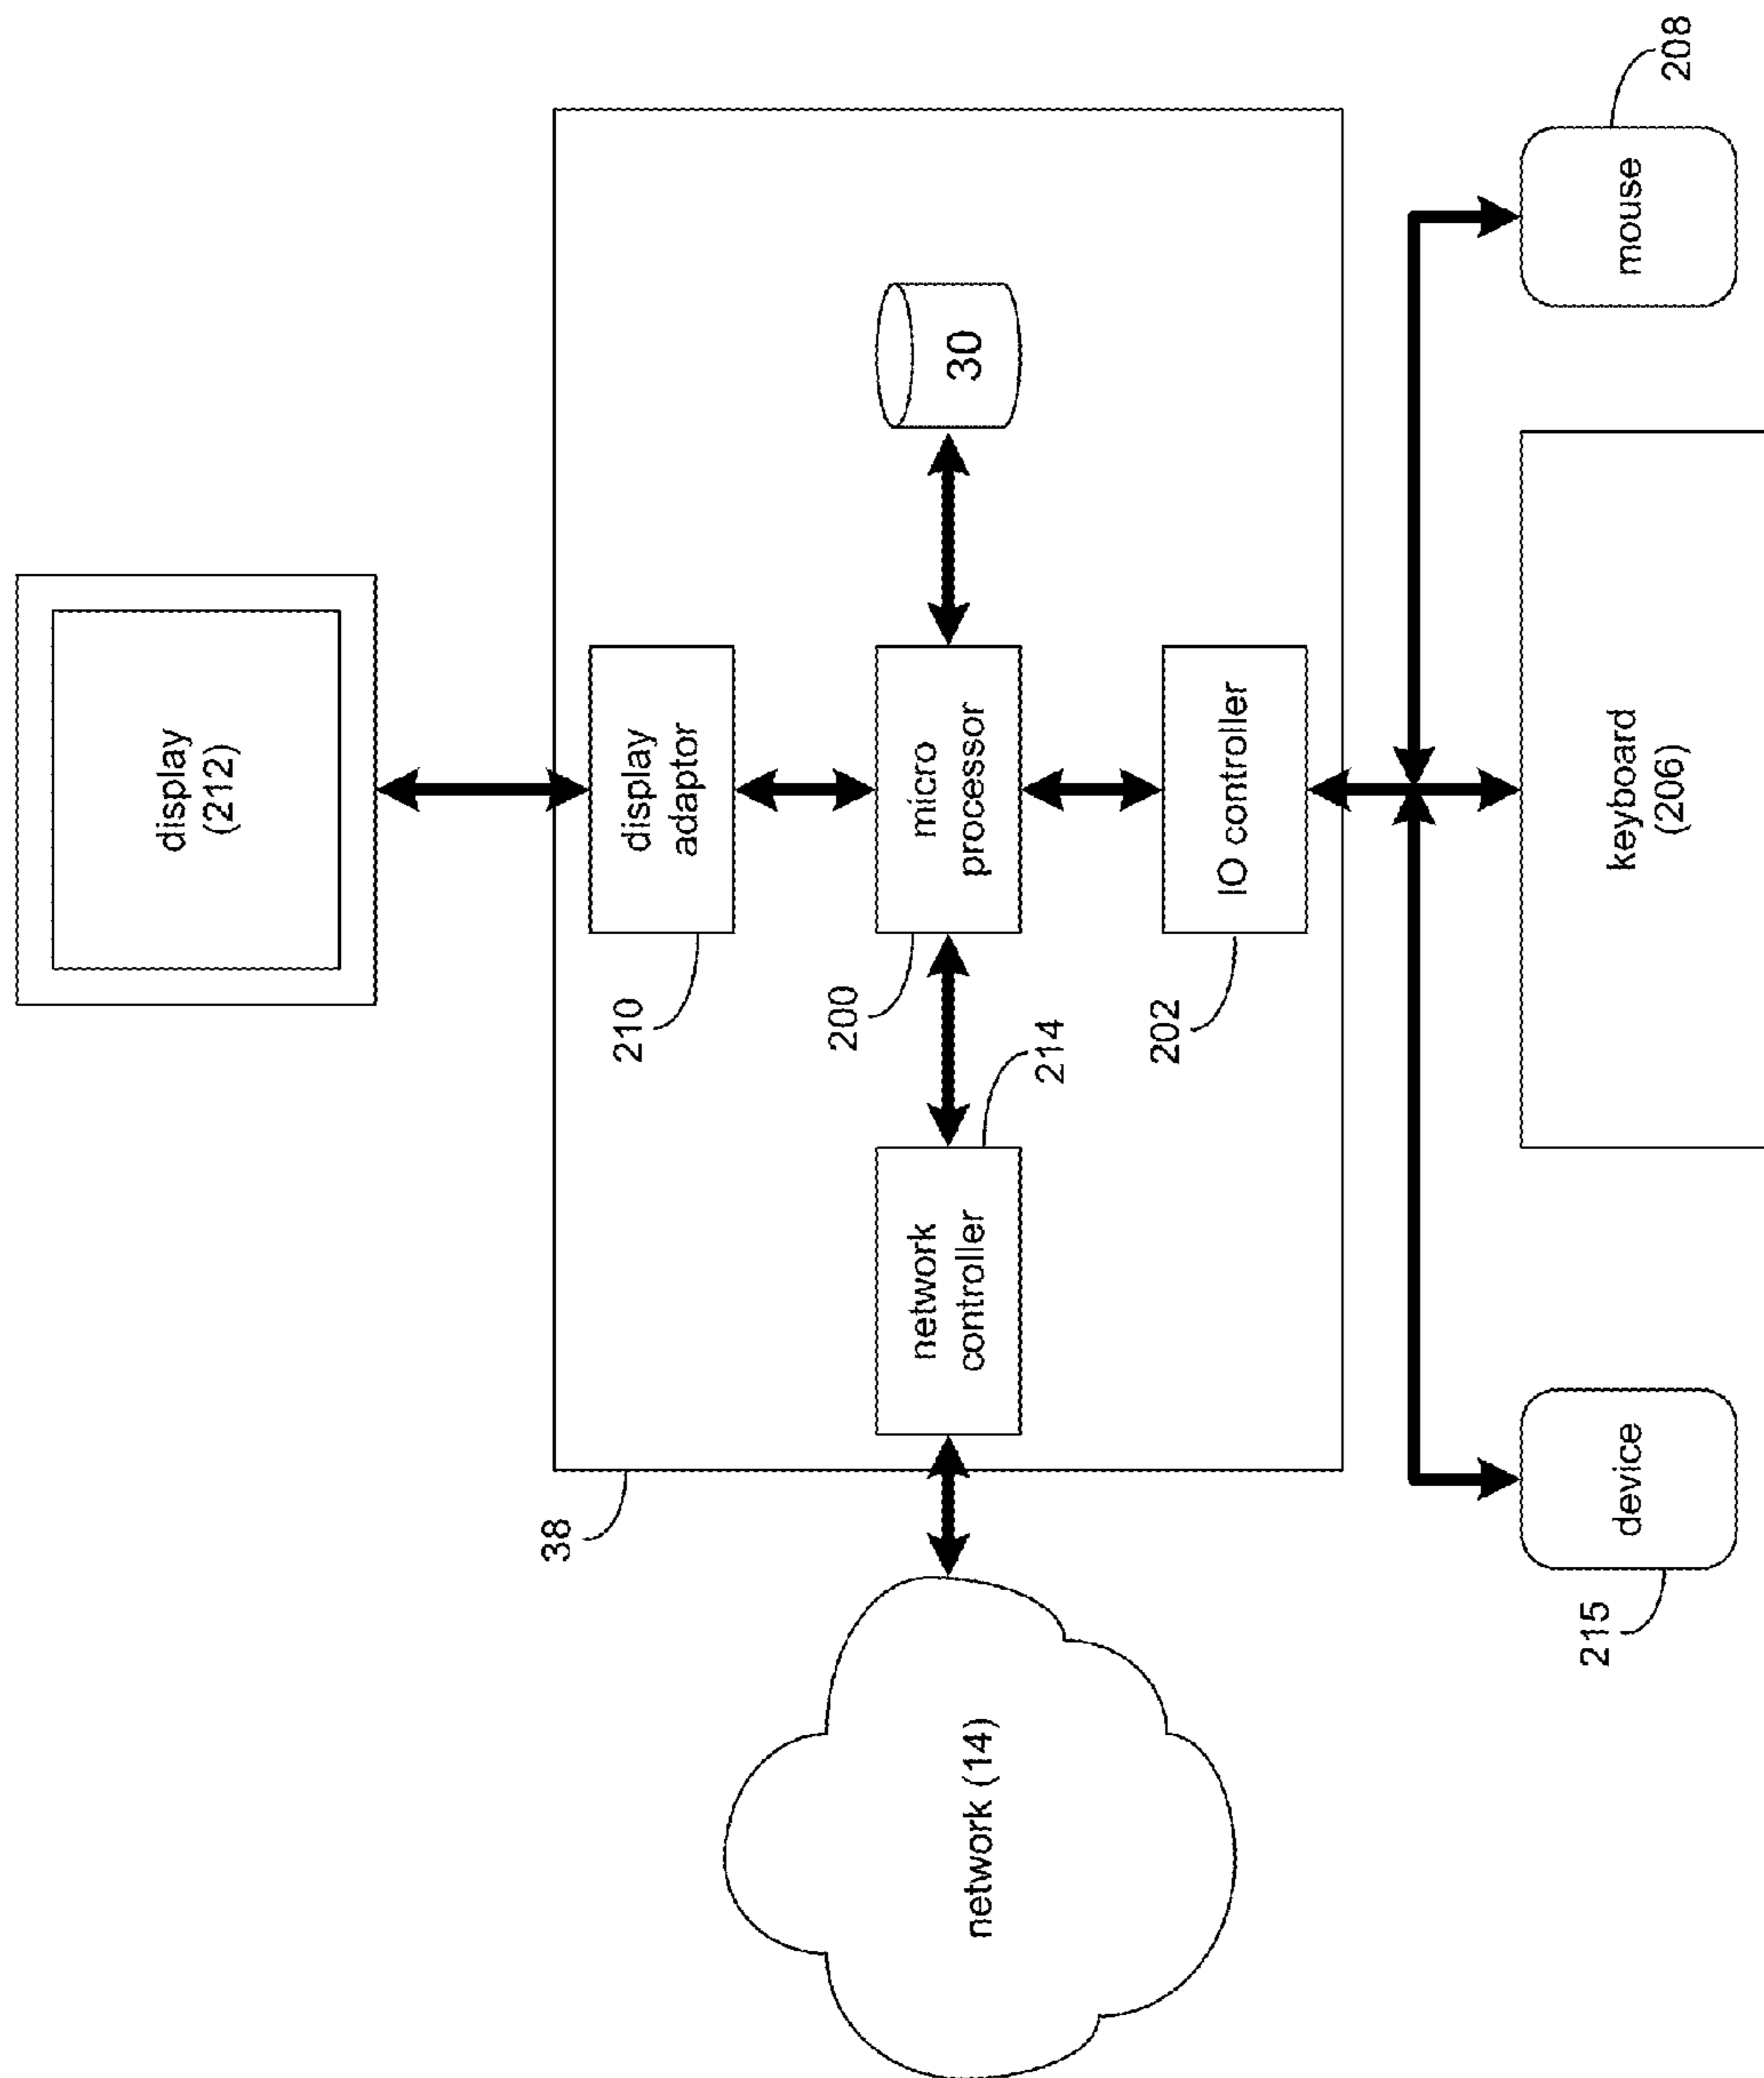 display
(212)
38
210
display
adaptor
200
network (14)
network
controller
micro
processor
30
214
202
IO controller
215
device
keyboard
(206)
mouse
208